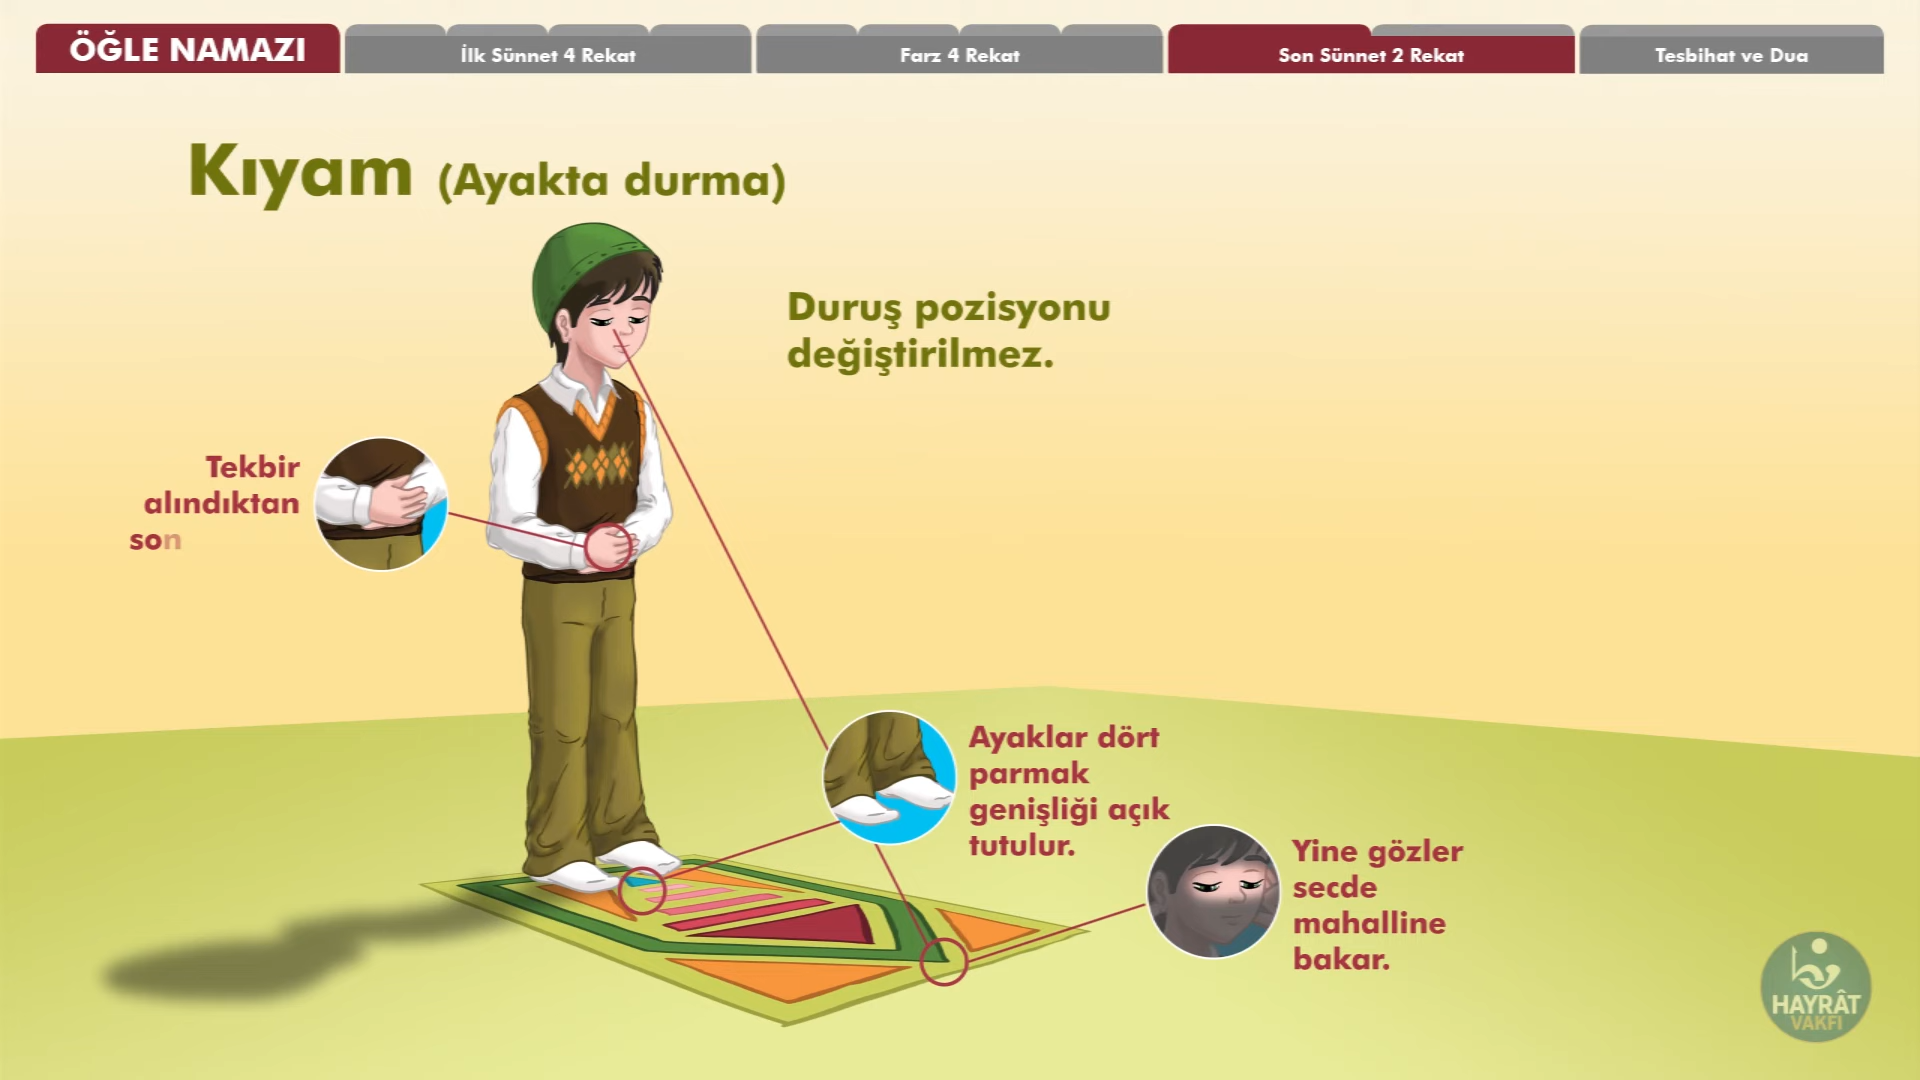 ÖĞLE NAMAZI
İlk Sünnet 4 Rekat
Farz 4 Rekat
Son Sünnet 2 Rekat
Tesbihat ve Dua
Kıyam (Ayakta durma)
Duruş pozisyonu
değiştirilmez.
Tekbir
alındıktan
son
Ayaklar dört
parmak
genişliği açık
tutulur.
Yine gözler
secde
mahalline
bakar.
HAYRÂT
VAKFI